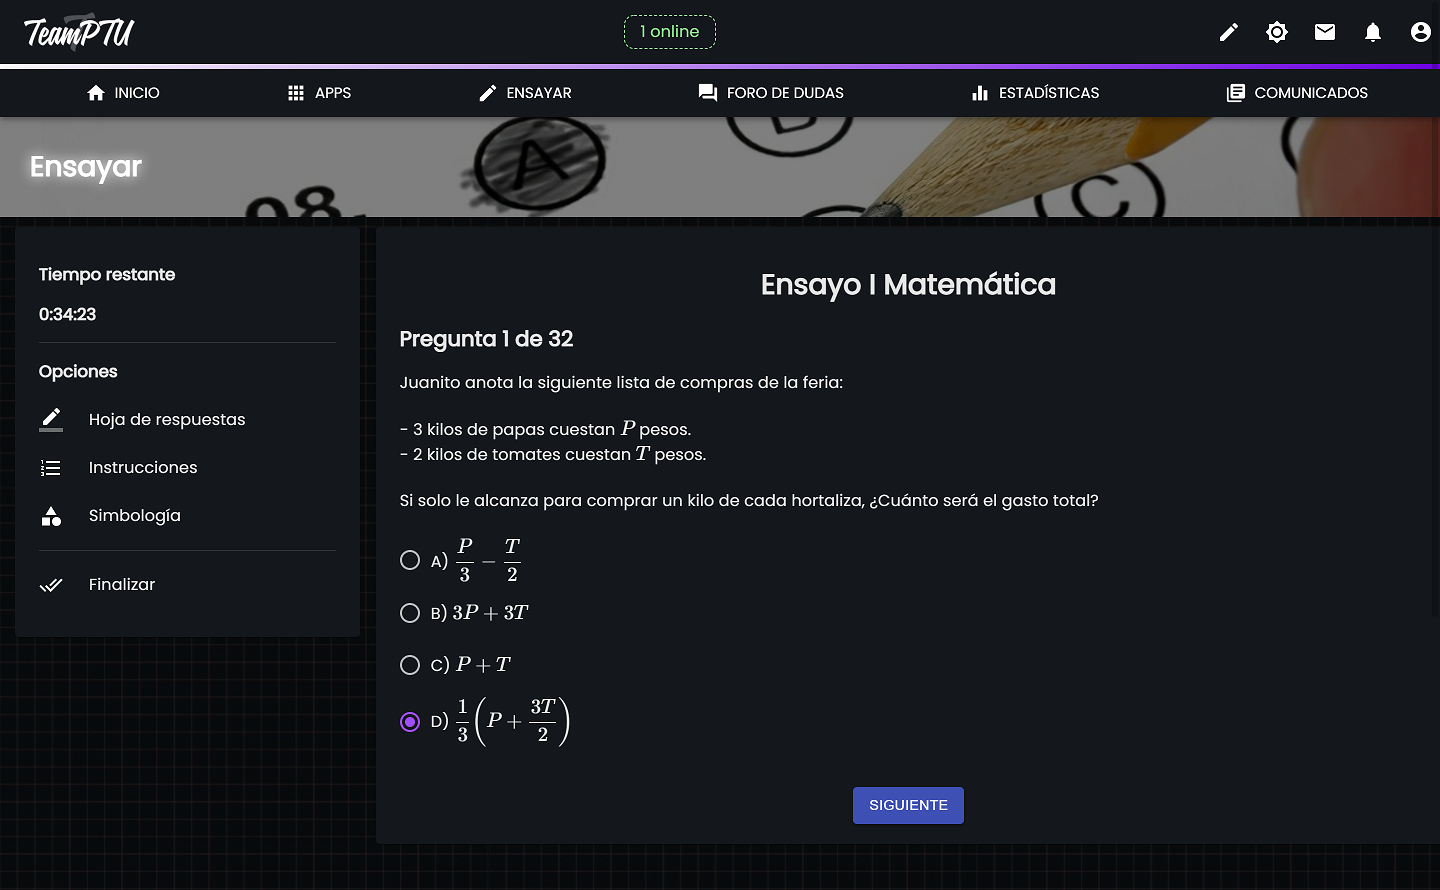 TeamPTU
1 online
INICIO
APPS
ENSAYAR
FORO DE DUDAS
ESTADÍSTICAS
COMUNICADOS
Ensayar
98.
A
B
C
Tiempo restante
0:34:23
Opciones
Hoja de respuestas
Instrucciones
Simbología
Finalizar
Ensayo I Matemática
Pregunta 1 de 32
Juanito anota la siguiente lista de compras de la feria:
- 3 kilos de papas cuestan P pesos.
- 2 kilos de tomates cuestan T pesos.
Si solo le alcanza para comprar un kilo de cada hortaliza, ¿Cuánto será el gasto total?
A) \frac{P}{3} - \frac{T}{2}
B) 3P + 3T
C) P + T
D) \frac{1}{3}\left(P + \frac{3T}{2}\right)
SIGUIENTE